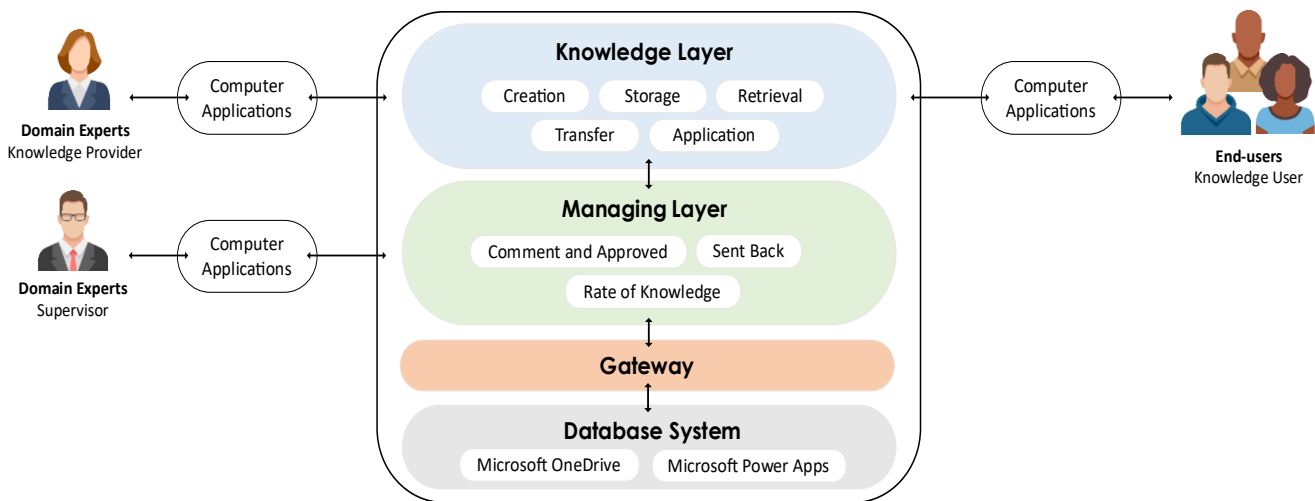 Knowledge Layer
Creation
Storage
Retrieval
Transfer
Application
Computer
Applications
Domain Experts
Knowledge Provider
Computer
Applications
End-users
Knowledge User
Managing Layer
Comment and Approved
Sent Back
Rate of Knowledge
Computer
Applications
Domain Experts
Supervisor
Gateway
Database System
Microsoft OneDrive
Microsoft Power Apps